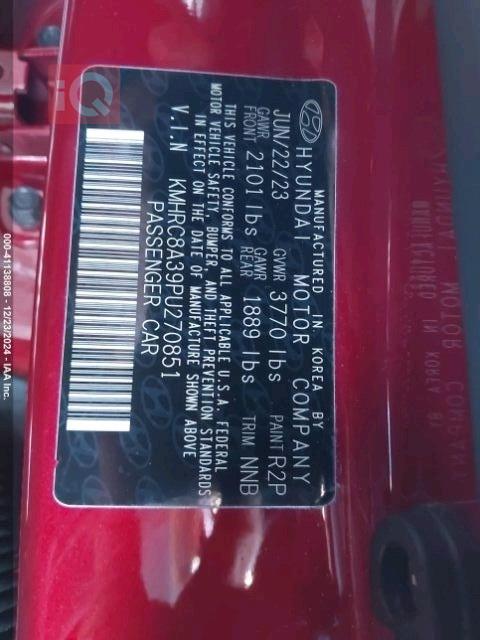 MANUFACTURED IN KOREA BY
HYUNDAI MOTOR COMPANY
JUN/22/23 GVWR 3770 lbs PAINT R2P
GAWR FRONT 2101 lbs GAWR REAR 1889 lbs TRIM NNB
THIS VEHICLE CONFORMS TO ALL APPLICABLE U.S.A. FEDERAL
MOTOR VEHICLE SAFETY, BUMPER, AND THEFT PREVENTION STANDARDS
IN EFFECT ON THE DATE OF MANUFACTURE SHOWN ABOVE
V.I.N KMHRC8A39PU270851
PASSENGER CAR
iQ
000-41138808 - 12/23/2024 - IAA Inc.